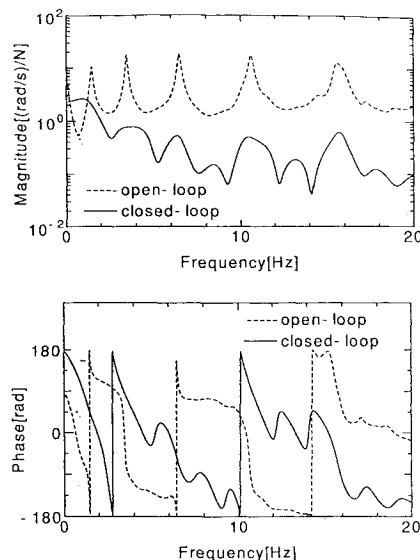 10²
10⁰
10⁻²
Magnitude[(rad/s)/N]
open-loop
closed-loop
0
10
20
Frequency[Hz]
180
0
-180
Phase[rad]
open-loop
closed-loop
0
10
20
Frequency[Hz]